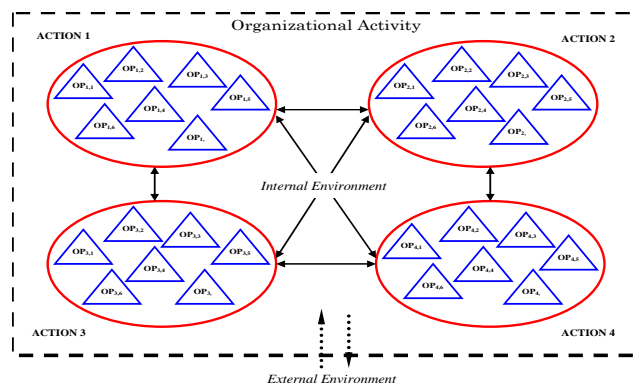 Organizational Activity
ACTION 1
ACTION 2
OP1,1
OP1,2
OP1,3
OP1,4
OP1,5
OP1,6
OP1,
OP2,1
OP2,2
OP2,3
OP2,4
OP2,5
OP2,6
OP2,
Internal Environment
OP3,1
OP3,2
OP3,3
OP3,4
OP3,5
OP3,6
OP3,
OP4,1
OP4,2
OP4,3
OP4,4
OP4,5
OP4,6
OP4,
ACTION 3
ACTION 4
External Environment